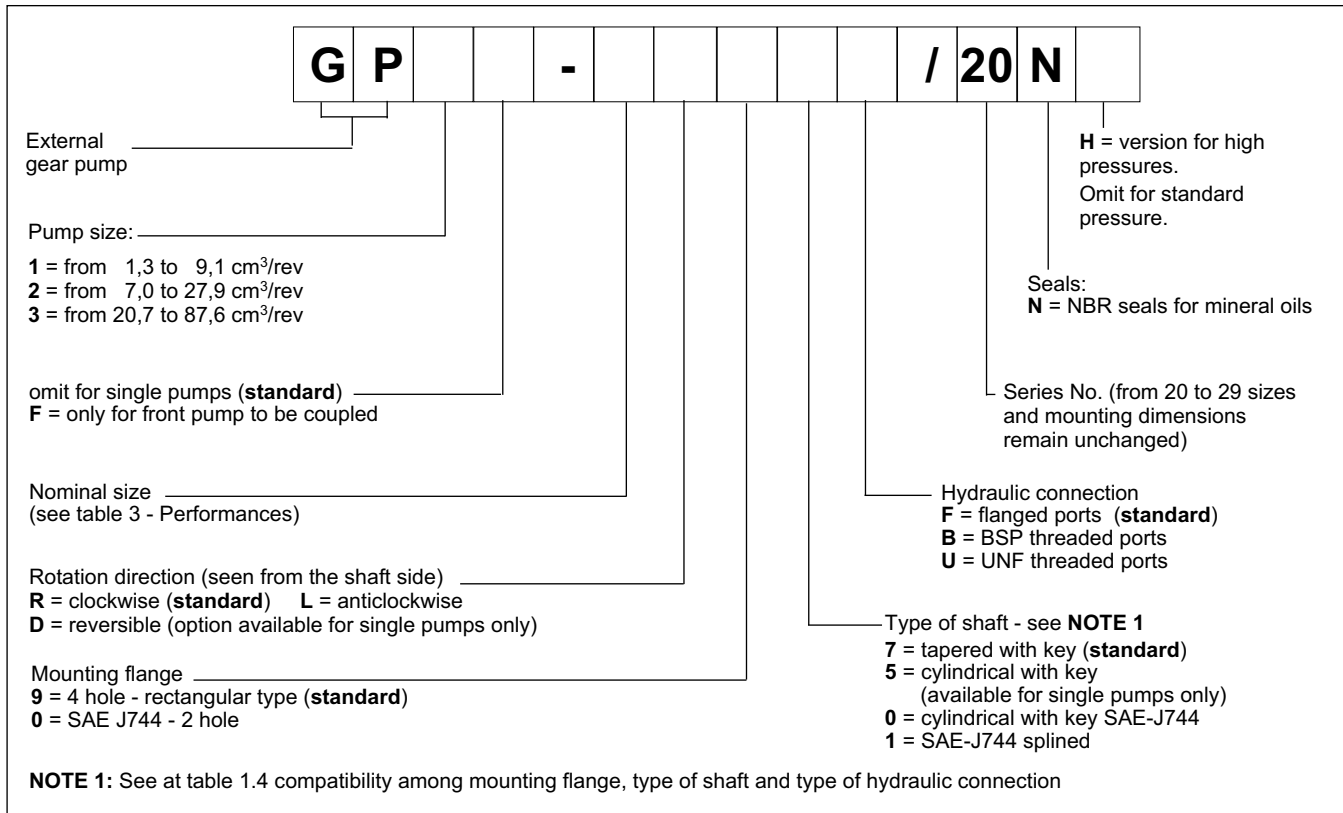 G P - / 20 N
External
gear pump
H = version for high
pressures.
Omit for standard
pressure.
Pump size:
1 = from 1,3 to 9,1 cm³/rev
2 = from 7,0 to 27,9 cm³/rev
3 = from 20,7 to 87,6 cm³/rev
Seals:
N = NBR seals for mineral oils
omit for single pumps (standard)
F = only for front pump to be coupled
Series No. (from 20 to 29 sizes
and mounting dimensions
remain unchanged)
Nominal size
(see table 3 - Performances)
Hydraulic connection
F = flanged ports (standard)
B = BSP threaded ports
U = UNF threaded ports
Rotation direction (seen from the shaft side)
R = clockwise (standard) L = anticlockwise
D = reversible (option available for single pumps only)
Type of shaft - see NOTE 1
7 = tapered with key (standard)
5 = cylindrical with key
(available for single pumps only)
0 = cylindrical with key SAE-J744
1 = SAE-J744 splined
Mounting flange
9 = 4 hole - rectangular type (standard)
0 = SAE J744 - 2 hole
NOTE 1: See at table 1.4 compatibility among mounting flange, type of shaft and type of hydraulic connection